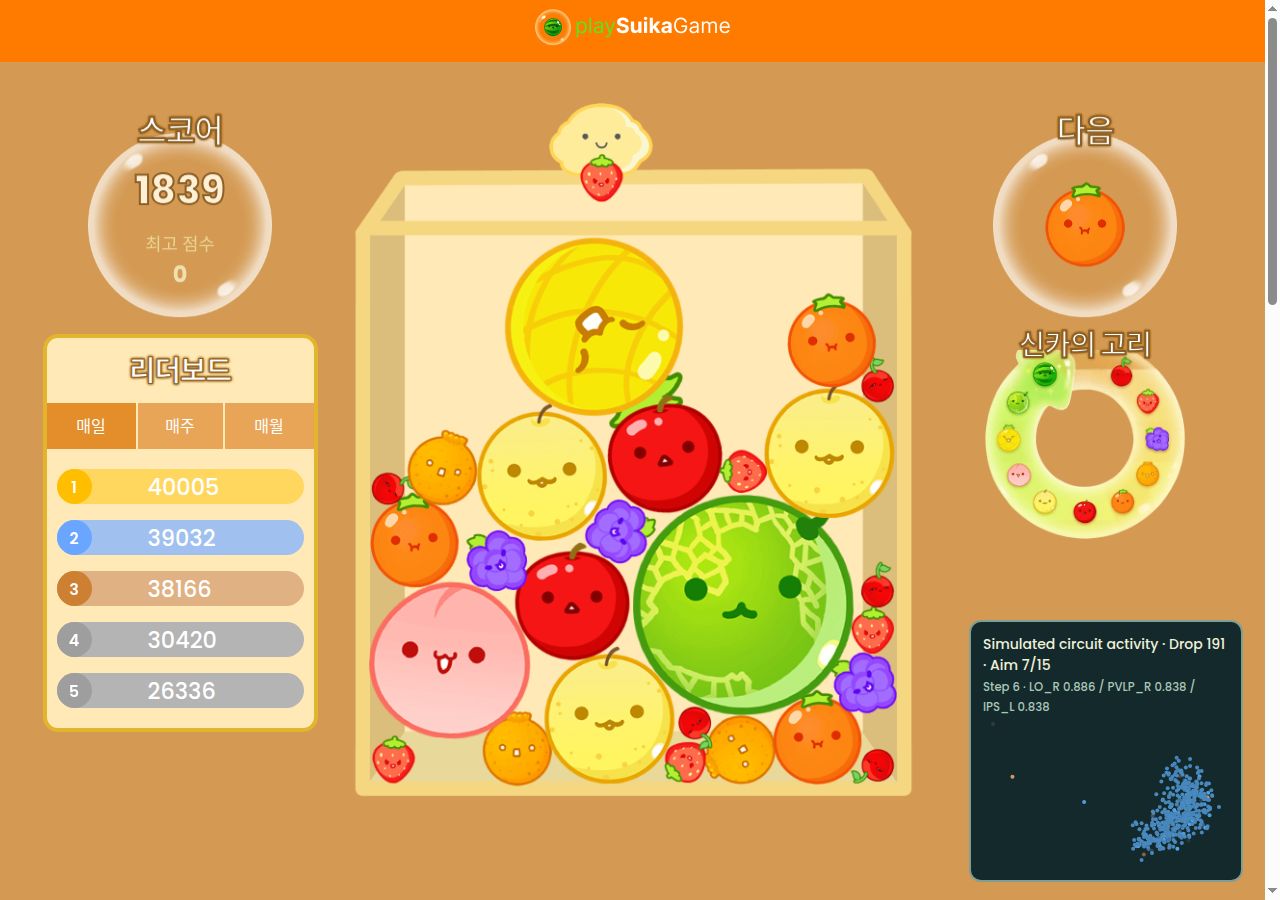 playSuikaGame
스코어
1839
최고 점수
0
리더보드
매일 매주 매월
1 40005
2 39032
3 38166
4 30420
5 26336
다음
신카의 고리
Simulated circuit activity · Drop 191
· Aim 7/15
Step 6 · LO_R 0.886 / PVLP_R 0.838 /
IPS_L 0.838